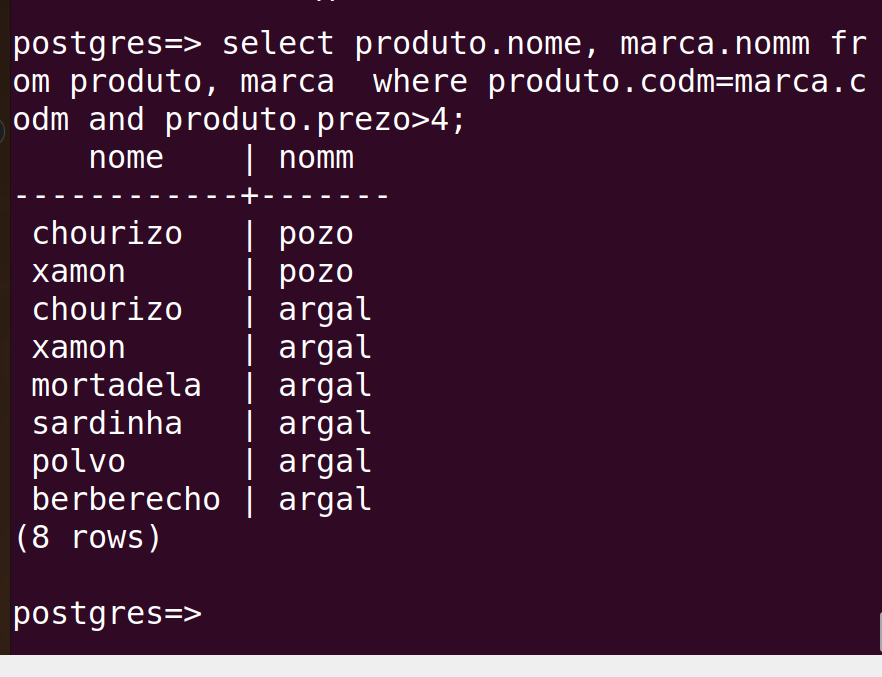 postgres=> select produto.nome, marca.nomm fr
om produto, marca  where produto.codm=marca.c
odm and produto.prezo>4;
    nome    | nomm
------------+-------
 chourizo   | pozo
 xamon      | pozo
 chourizo   | argal
 xamon      | argal
 mortadela  | argal
 sardinha   | argal
 polvo      | argal
 berberecho | argal
(8 rows)

postgres=>